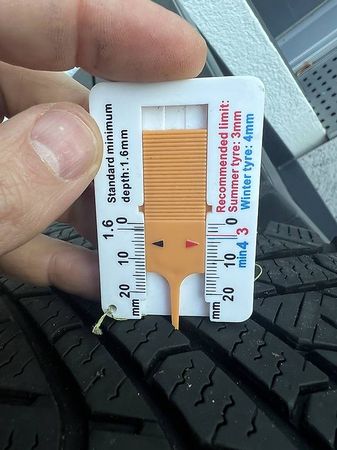 Standard minimum
depth:1.6mm
Recommended limit:
Summer tyre: 3mm
Winter tyre: 4mm
1.6 0
10
20
mm
0 3
min4
10
20
mm